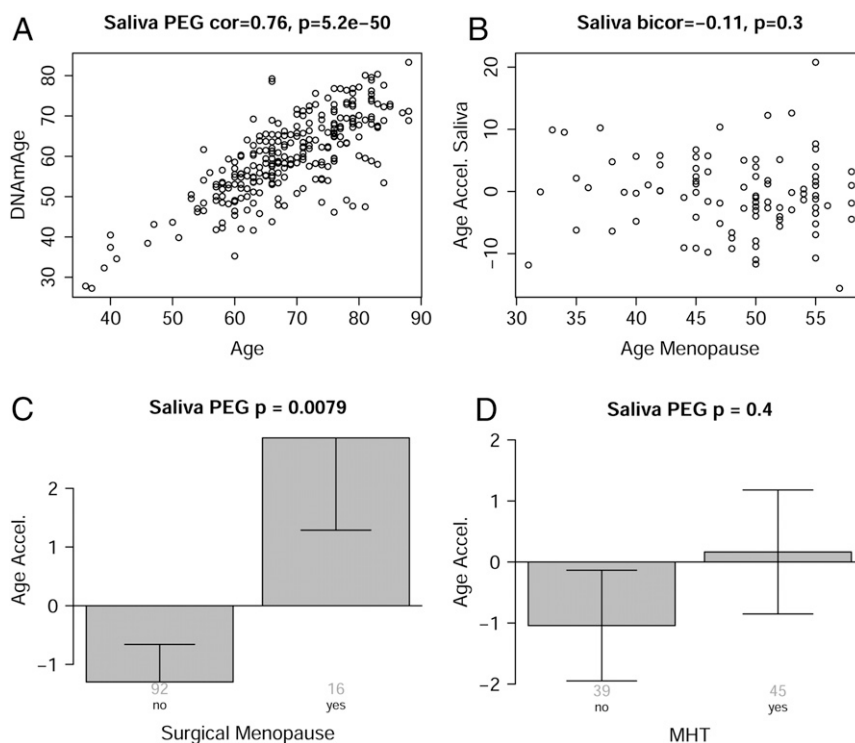 A
Saliva PEG cor=0.76, p=5.2e−50
DNAmAge
80
70
60
50
40
30
40 50 60 70 80 90
Age
B
Saliva bicor=−0.11, p=0.3
Age Accel. Saliva
20
10
0
−10
30 35 40 45 50 55
Age Menopause
C
Saliva PEG p = 0.0079
Age Accel.
2
1
0
−1
92 16
no yes
Surgical Menopause
D
Saliva PEG p = 0.4
Age Accel.
2
1
0
−1
−2
39 45
no yes
MHT